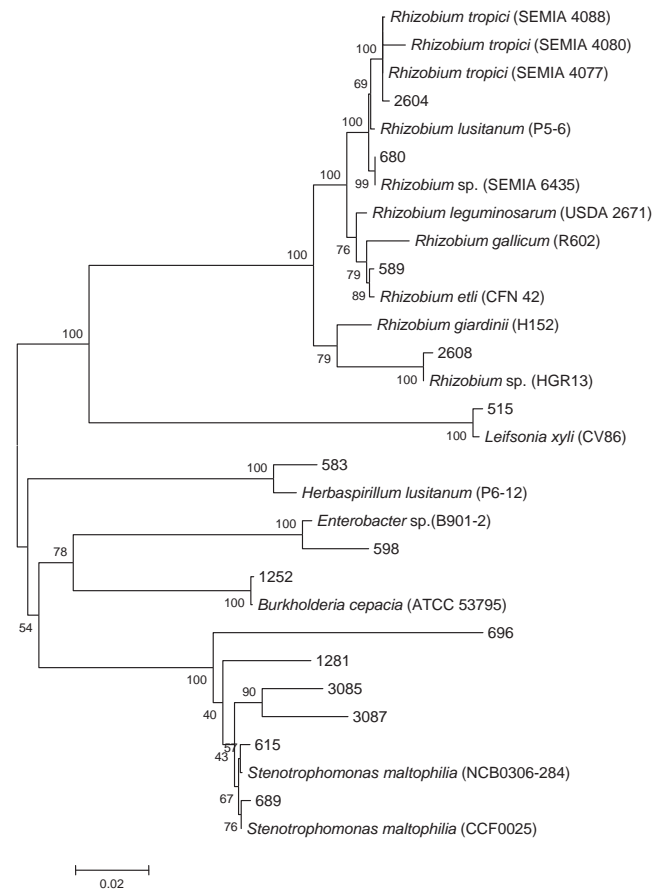 Rhizobium tropici (SEMIA 4088)
Rhizobium tropici (SEMIA 4080)
100
Rhizobium tropici (SEMIA 4077)
69
2604
100
Rhizobium lusitanum (P5-6)
680
100
99
Rhizobium sp. (SEMIA 6435)
Rhizobium leguminosarum (USDA 2671)
Rhizobium gallicum (R602)
76
100
589
79
89
Rhizobium etli (CFN 42)
Rhizobium giardinii (H152)
100
2608
79
100
Rhizobium sp. (HGR13)
515
100
Leifsonia xyli (CV86)
583
100
Herbaspirillum lusitanum (P6-12)
Enterobacter sp.(B901-2)
100
598
78
1252
100
Burkholderia cepacia (ATCC 53795)
54
696
1281
100
3085
90
40
3087
615
57
43
Stenotrophomonas maltophilia (NCB0306-284)
67
689
76
Stenotrophomonas maltophilia (CCF0025)
0.02